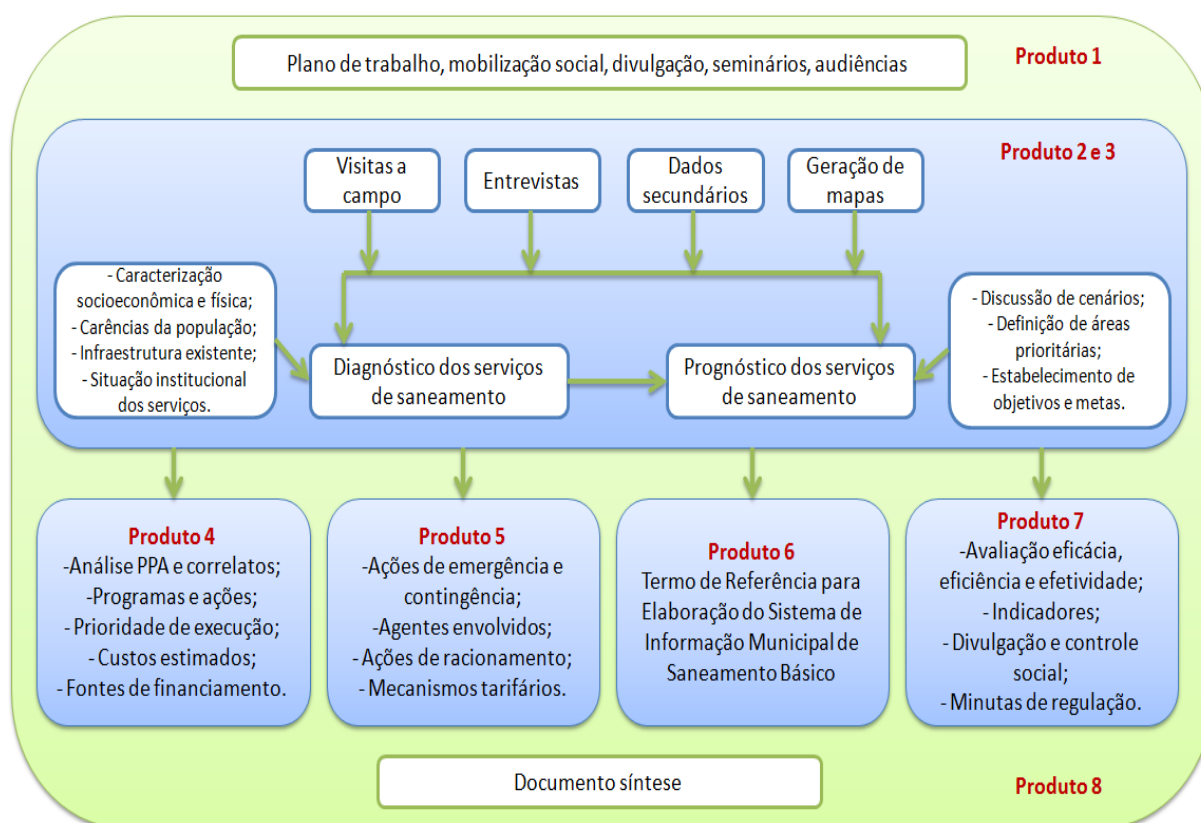 Plano de trabalho, mobilização social, divulgação, seminários, audiências
Produto 1
Produto 2 e 3
Visitas a
campo
Entrevistas
Dados
secundários
Geração de
mapas
- Caracterização
socioeconômica e física;
- Carências da população;
- Infraestrutura existente;
- Situação institucional
dos serviços.
Diagnóstico dos serviços
de saneamento
Prognóstico dos serviços
de saneamento
- Discussão de cenários;
- Definição de áreas
prioritárias;
- Estabelecimento de
objetivos e metas.
Produto 4
-Análise PPA e correlatos;
-Programas e ações;
- Prioridade de execução;
- Custos estimados;
- Fontes de financiamento.
Produto 5
-Ações de emergência e
contingência;
-Agentes envolvidos;
-Ações de racionamento;
- Mecanismos tarifários.
Produto 6
Termo de Referência para
Elaboração do Sistema de
Informação Municipal de
Saneamento Básico
Produto 7
-Avaliação eficácia,
eficiência e efetividade;
- Indicadores;
- Divulgação e controle
social;
- Minutas de regulação.
Documento síntese
Produto 8